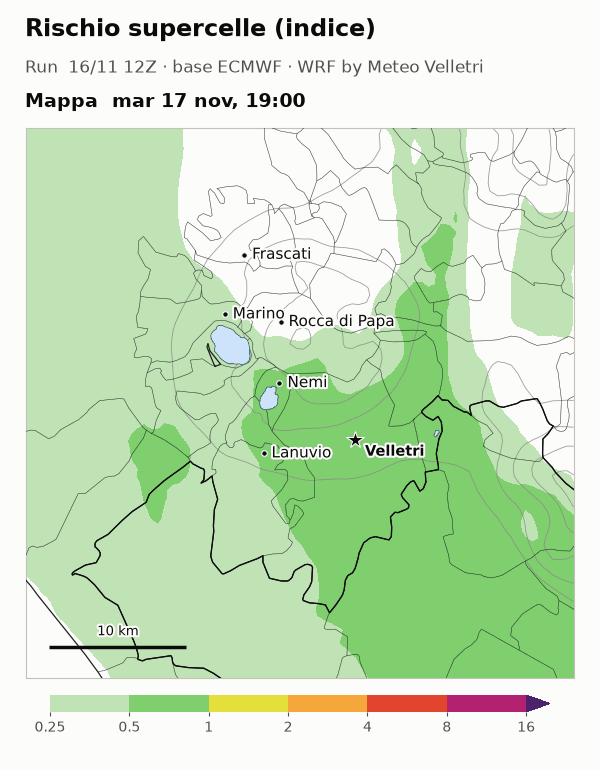 Rischio supercelle (indice)
Run 16/11 12Z · base ECMWF · WRF by Meteo Velletri
Mappa mar 17 nov, 19:00
Frascati
Marino
Rocca di Papa
Nemi
Velletri
Lanuvio
10 km
0.25 0.5 1 2 4 8 16